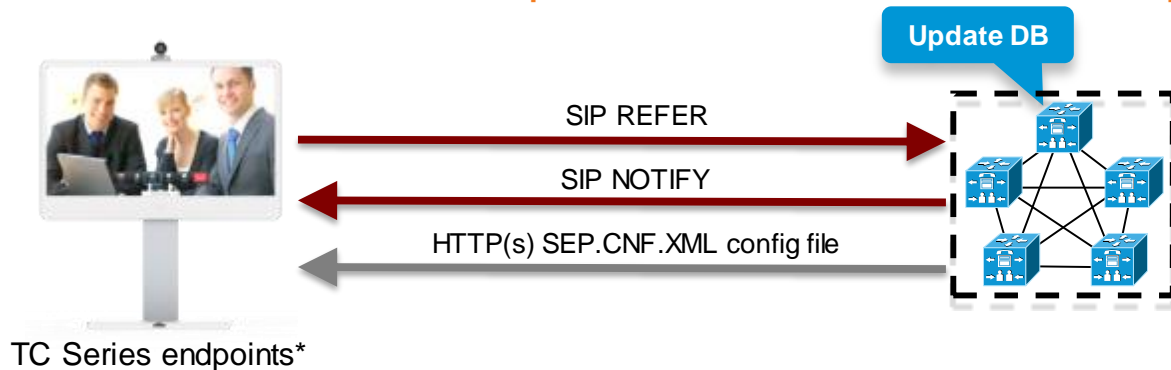 Update DB
SIP REFER
SIP NOTIFY
HTTP(s) SEP.CNF.XML config file
TC Series endpoints*